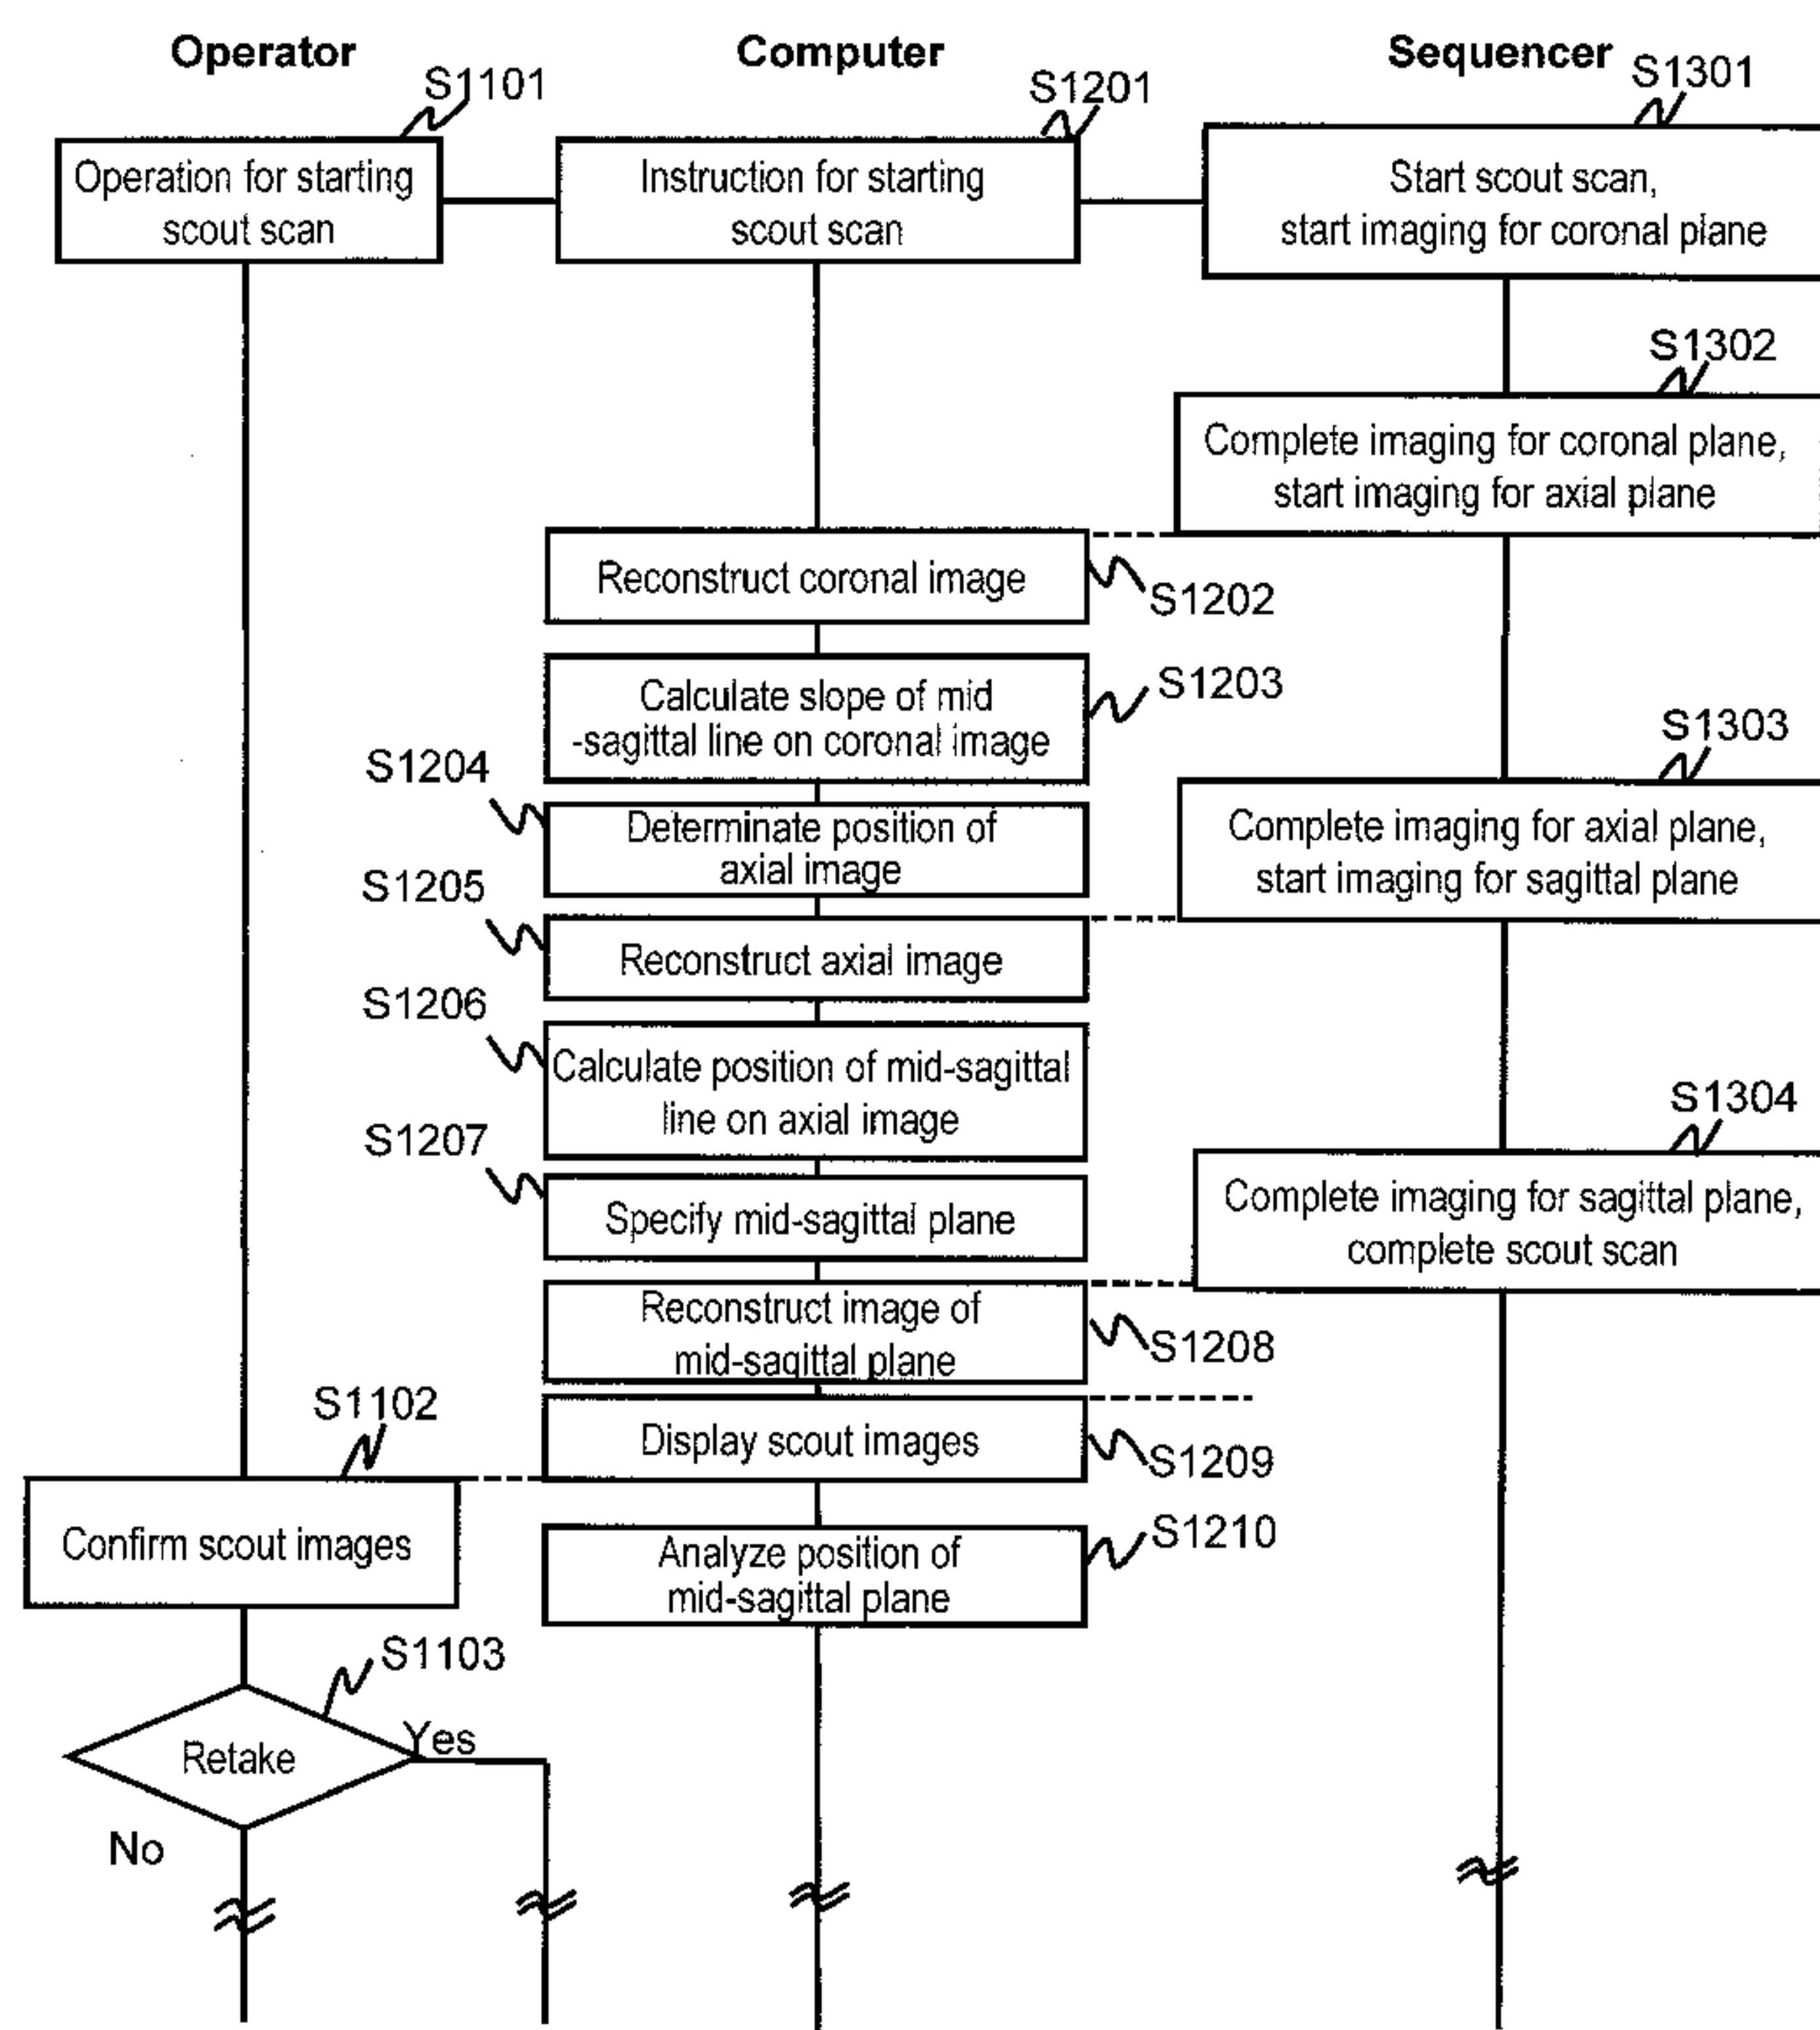 Operator
Computer
Sequencer
S1101
S1201
S1301
Operation for starting
scout scan
Instruction for starting
scout scan
Start scout scan,
start imaging for coronal plane
S1302
Complete imaging for coronal plane,
start imaging for axial plane
Reconstruct coronal image
S1202
Calculate slope of mid
-sagittal line on coronal image
S1203
S1204
Determinate position of
axial image
S1303
Complete imaging for axial plane,
start imaging for sagittal plane
S1205
Reconstruct axial image
S1206
Calculate position of mid-sagittal
line on axial image
S1207
Specify mid-sagittal plane
S1304
Complete imaging for sagittal plane,
complete scout scan
Reconstruct image of
mid-sagittal plane
S1208
S1102
Display scout images
S1209
Confirm scout images
Analyze position of
mid-sagittal plane
S1210
S1103
Retake
Yes
No